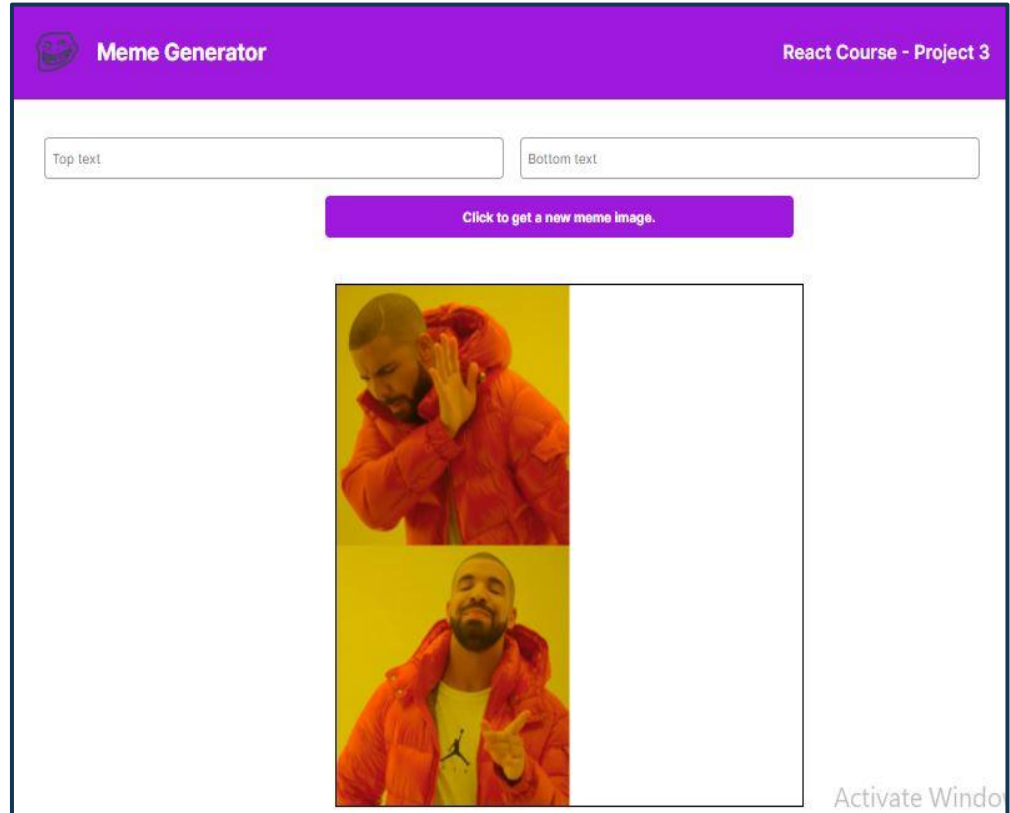 Meme Generator
React Course - Project 3
Top text
Bottom text
Click to get a new meme image.
Activate Windo